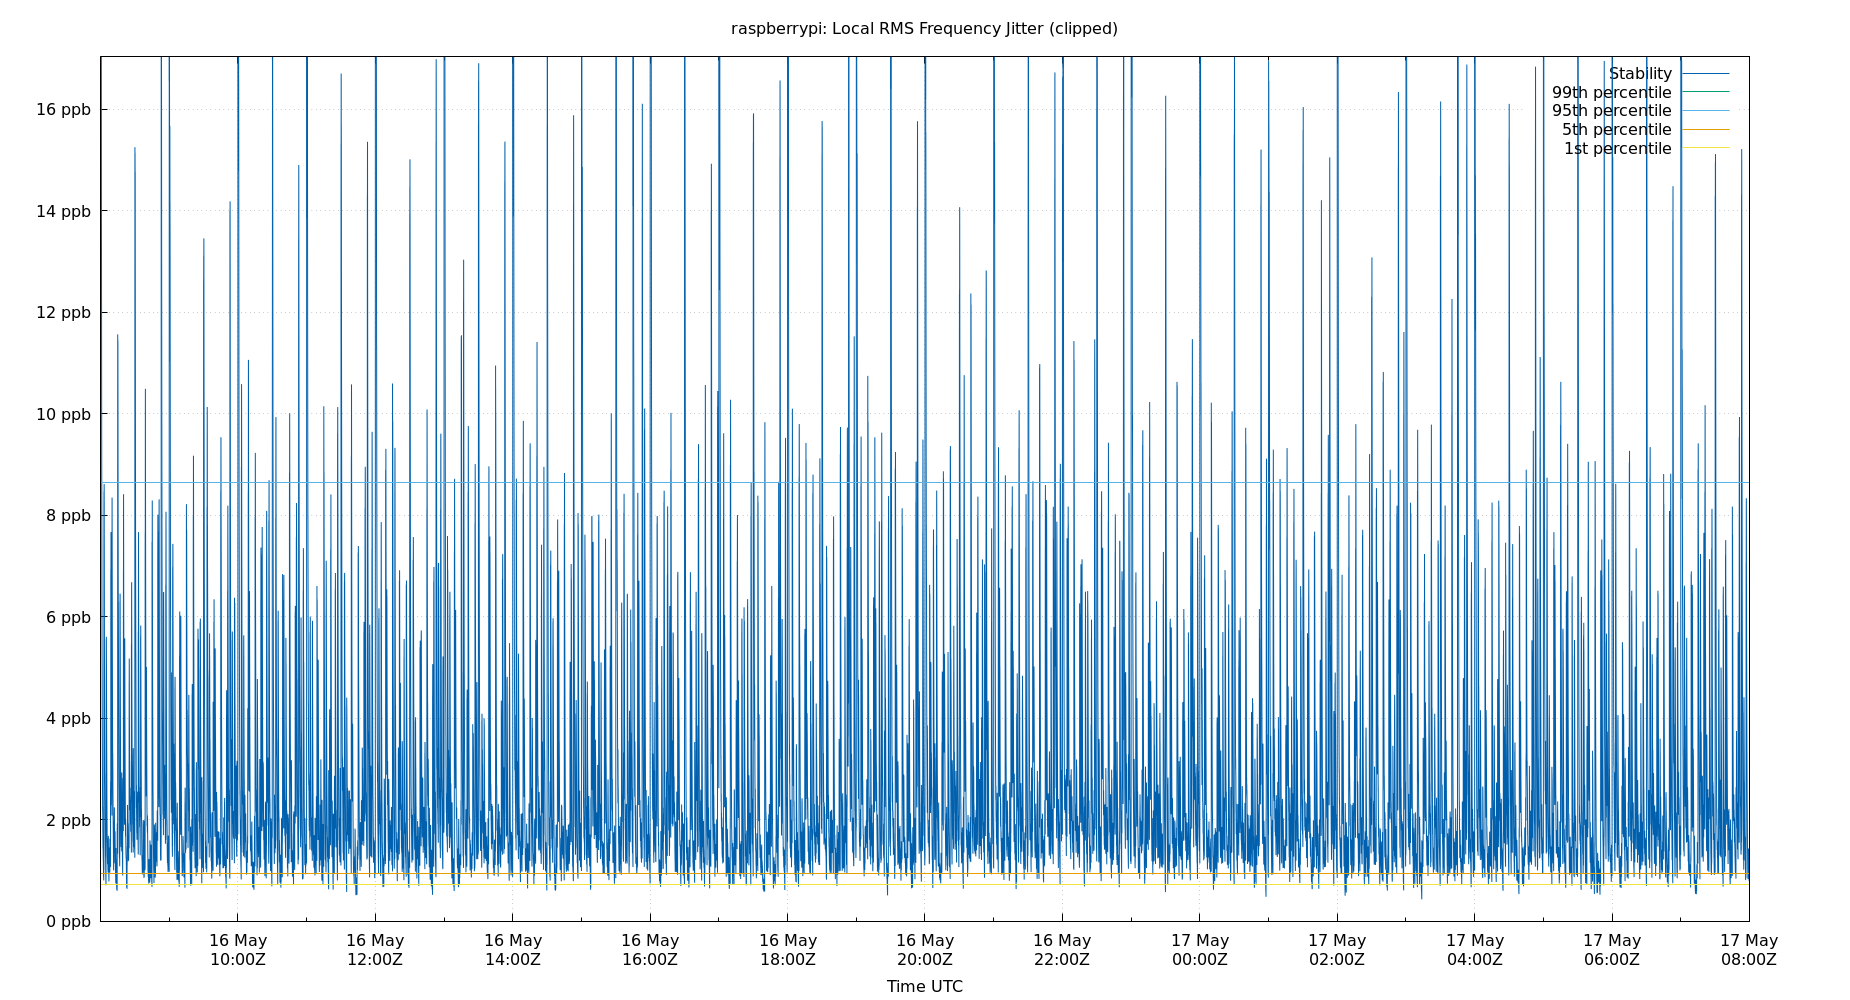 raspberrypi: Local RMS Frequency Jitter (clipped)
Stability
99th percentile
95th percentile
5th percentile
1st percentile
16 ppb
14 ppb
12 ppb
10 ppb
8 ppb
6 ppb
4 ppb
2 ppb
0 ppb
16 May 16 May 16 May 16 May 16 May 16 May 16 May 17 May 17 May 17 May 17 May 17 May
10:00Z 12:00Z 14:00Z 16:00Z 18:00Z 20:00Z 22:00Z 00:00Z 02:00Z 04:00Z 06:00Z 08:00Z
Time UTC